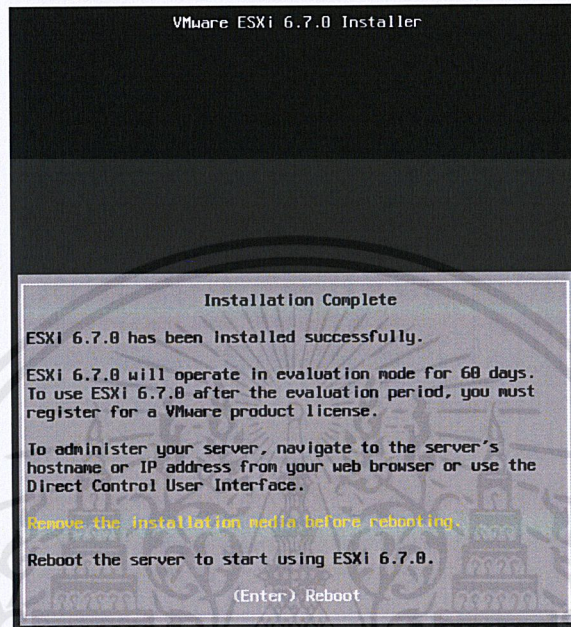 VMware ESXi 6.7.0 Installer
Installation Complete
ESXi 6.7.0 has been installed successfully.
ESXi 6.7.0 will operate in evaluation mode for 60 days.
To use ESXi 6.7.0 after the evaluation period, you must
register for a VMware product license.
To administer your server, navigate to the server's
hostname or IP address from your web browser or use the
Direct Control User Interface.
Remove the installation media before rebooting.
Reboot the server to start using ESXi 6.7.0.
(Enter) Reboot